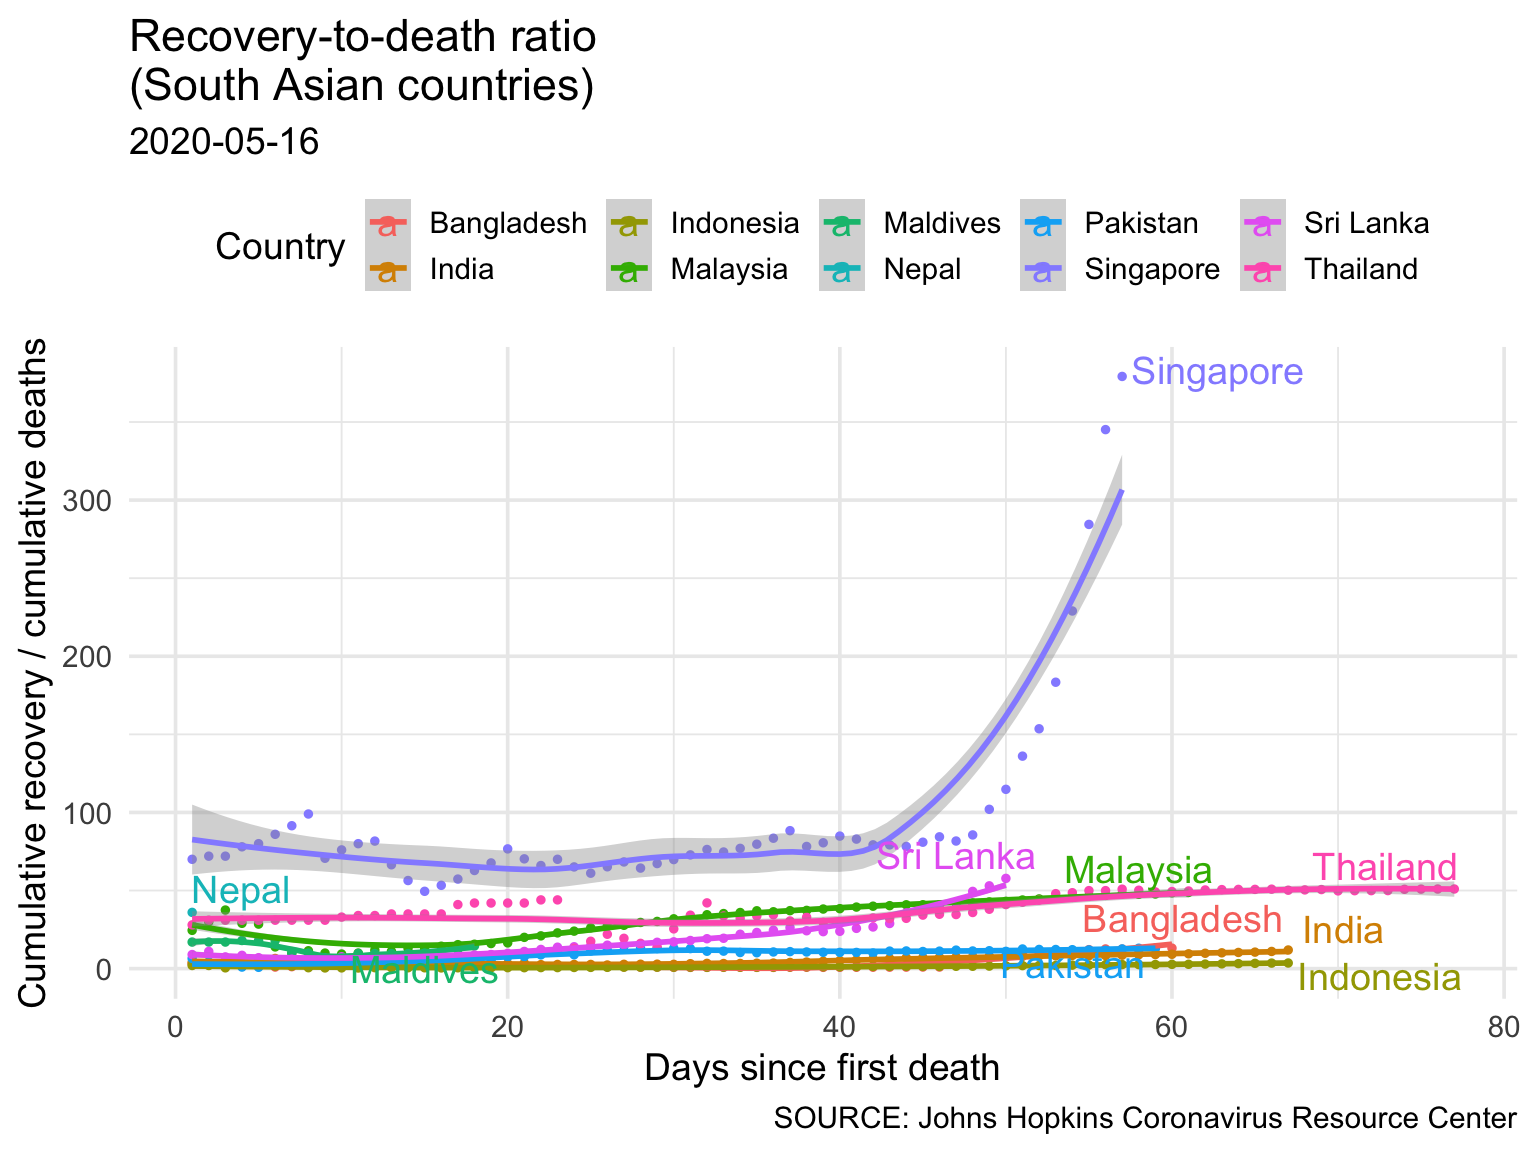 Recovery-to-death ratio
(South Asian countries)
2020-05-16
Country
a Bangladesh a Indonesia a Maldives a Pakistan a Sri Lanka
a India a Malaysia a Nepal a Singapore a Thailand
Cumulative recovery / cumulative deaths
300
200
100
0
Singapore
Sri Lanka
Malaysia
Thailand
Nepal
Bangladesh
India
Maldives
Pakistan
Indonesia
0 20 40 60 80
Days since first death
SOURCE: Johns Hopkins Coronavirus Resource Center